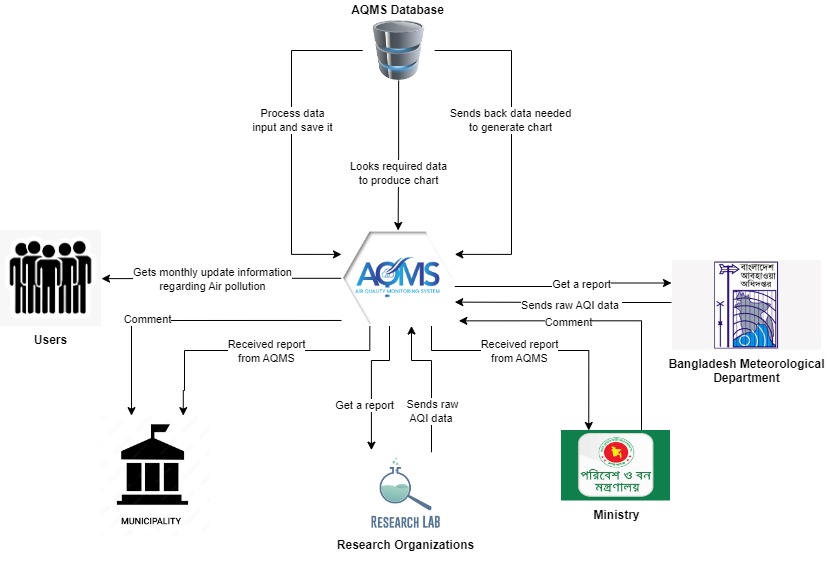 AQMS Database
Process data
input and save it
Sends back data needed
to generate chart
Looks required data
to produce chart
AQMS
AIR QUALITY MONITORING SYSTEM
Gets monthly update information
regarding Air pollution
Get a report
Sends raw AQI data
বাংলাদেশ
আবহাওয়া
অধিদপ্তর
Users
Comment
Comment
Received report
from AQMS
Received report
from AQMS
Bangladesh Meteorological
Department
Get a report
Sends raw
AQI data
পরিবেশ ও বন
মন্ত্রণালয়
MUNICIPALITY
RESEARCH LAB
Ministry
Research Organizations